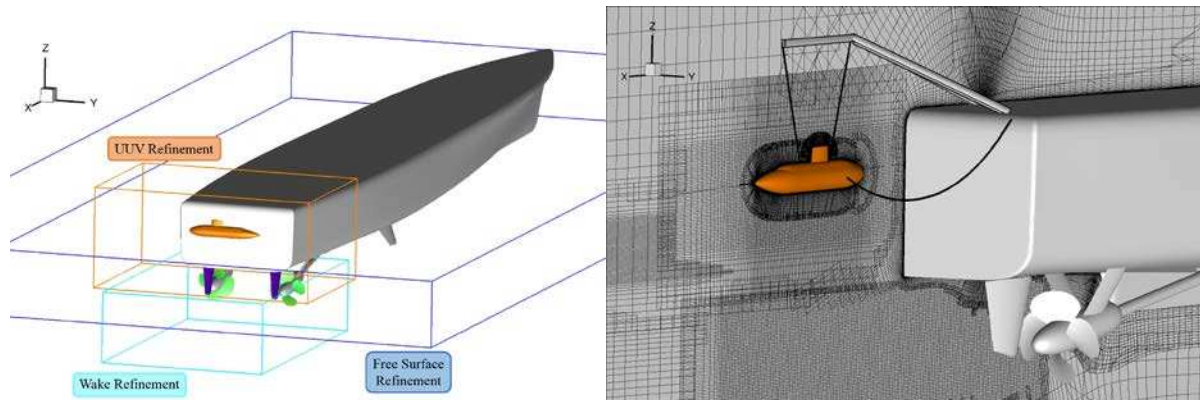 Z
X
Y
UUV Refinement
Wake Refinement
Free Surface
Refinement
Z
X
Y